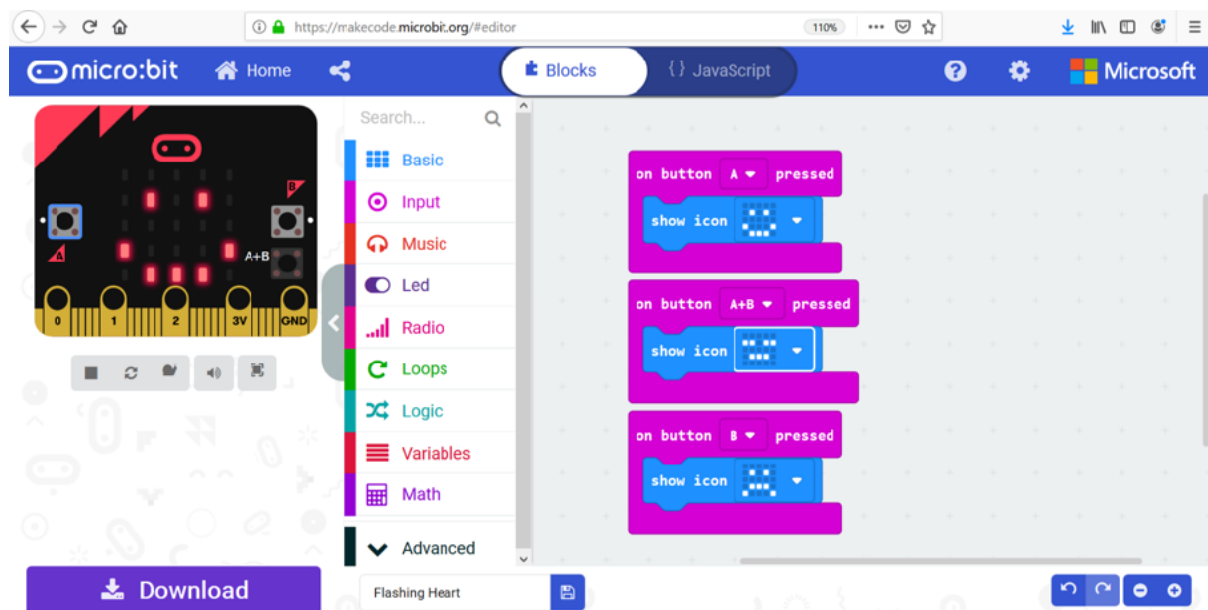 https://makecode.microbit.org/#editor
110%
micro:bit
Home
Blocks
{} JavaScript
?
Microsoft
Search...
Basic
Input
Music
Led
Radio
Loops
Logic
Variables
Math
Advanced
B
A
A+B
0 1 2 3V GND
on button A pressed
show icon
on button A+B pressed
show icon
on button B pressed
show icon
Download
Flashing Heart